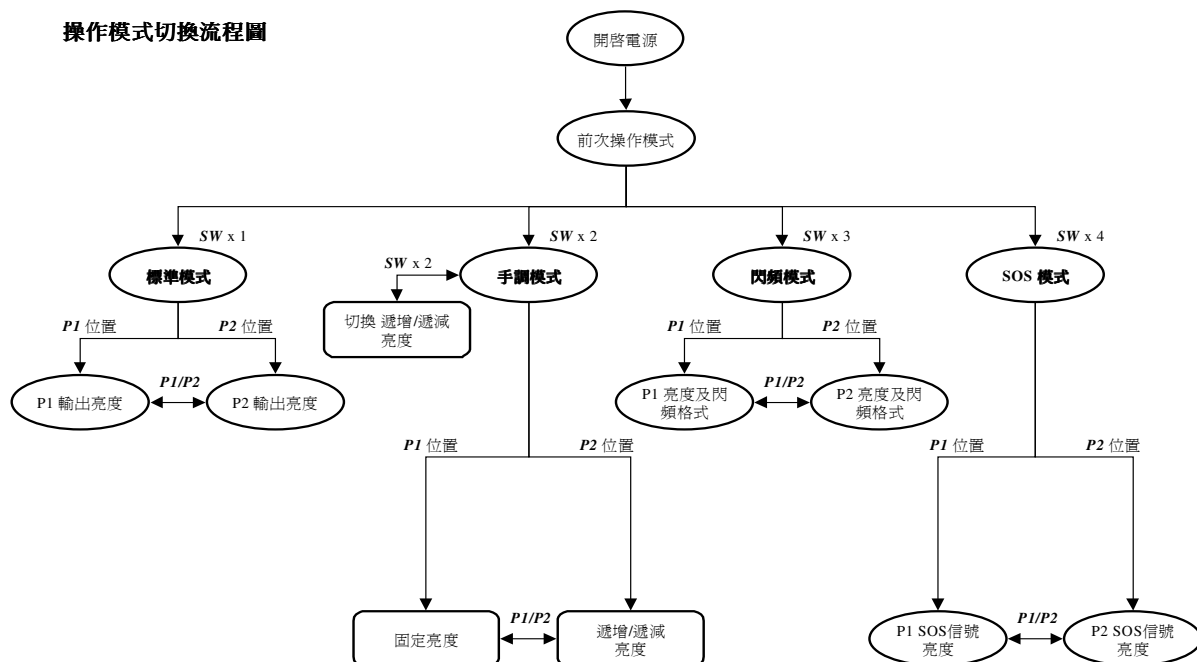 操作模式切換流程圖
開啓電源
前次操作模式
SW x 1
SW x 2
SW x 3
SW x 4
標準模式
SW x 2
手調模式
閃頻模式
SOS 模式
切換 遞增/遞減
亮度
P1 位置
P2 位置
P1 位置
P2 位置
P1 輸出亮度
P1/P2
P2 輸出亮度
P1 亮度及閃
頻格式
P1/P2
P2 亮度及閃
頻格式
P1 位置
P2 位置
P1 位置
P2 位置
固定亮度
P1/P2
遞增/遞減
亮度
P1 SOS信號
亮度
P1/P2
P2 SOS信號
亮度